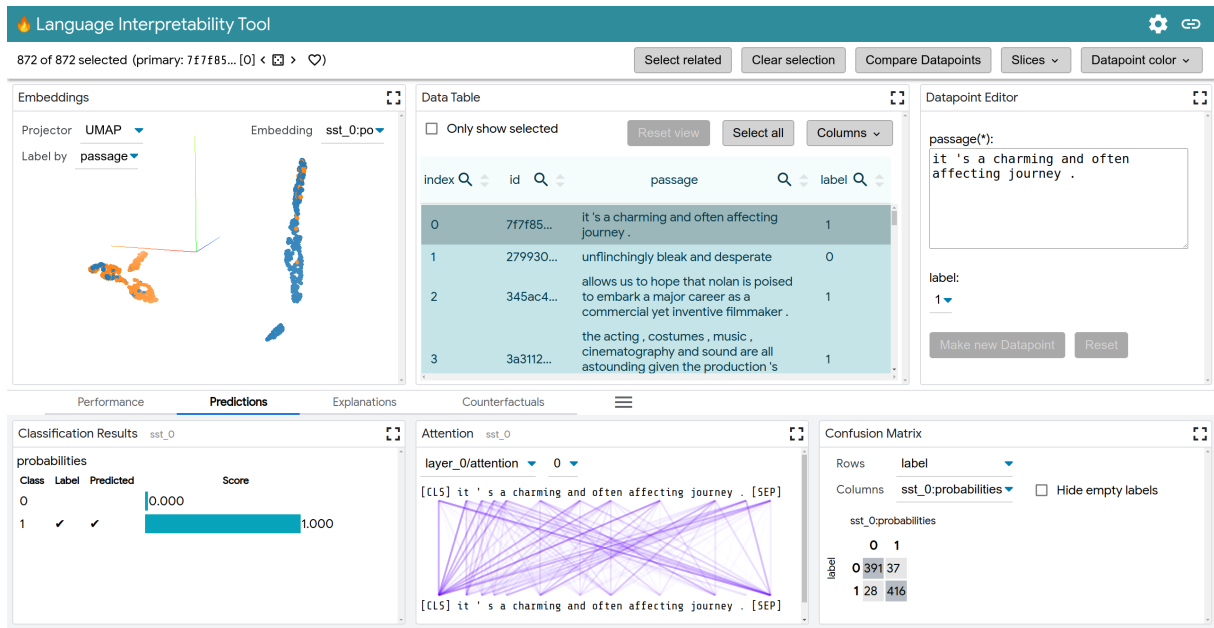 Language Interpretability Tool
872 of 872 selected (primary: 7f7f85... [0] < > )
Select related
Clear selection
Compare Datapoints
Slices
Datapoint color
Embeddings
Projector UMAP
Embedding sst_0:po
Label by passage
Data Table
Only show selected
Reset view
Select all
Columns
index id passage label
0 7f7f85... it 's a charming and often affecting
journey . 1
1 279930... unflinchingly bleak and desperate 0
allows us to hope that nolan is poised
2 345ac4... to embark a major career as a 1
commercial yet inventive filmmaker .
the acting , costumes , music ,
3 3a3112... cinematography and sound are all 1
astounding given the production 's
Datapoint Editor
passage(*):
it 's a charming and often
affecting journey .
label:
1
Make new Datapoint
Reset
Performance
Predictions
Explanations
Counterfactuals
Classification Results sst_0
probabilities
Class Label Predicted Score
0 0.000
1 ✔ ✔ 1.000
Attention sst_0
layer_0/attention 0
[CLS] it ' s a charming and often affecting journey . [SEP]
[CLS] it ' s a charming and often affecting journey . [SEP]
Confusion Matrix
Rows label
Columns sst_0:probabilities
Hide empty labels
sst_0:probabilities
0 1
label
0 391 37
1 28 416